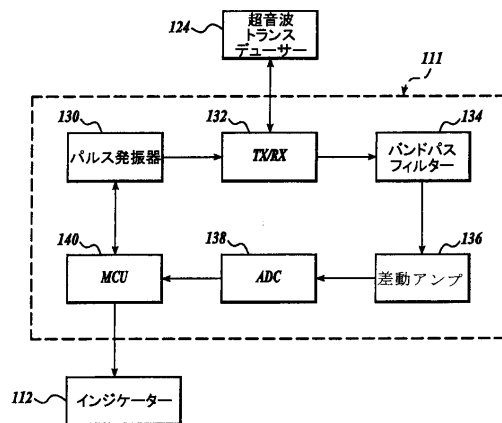 124
超音波
トランス
デューサー
111
130
パルス発振器
132
TX/RX
134
バンドパス
フィルター
140
MCU
138
ADC
136
差動アンプ
112
インジケーター